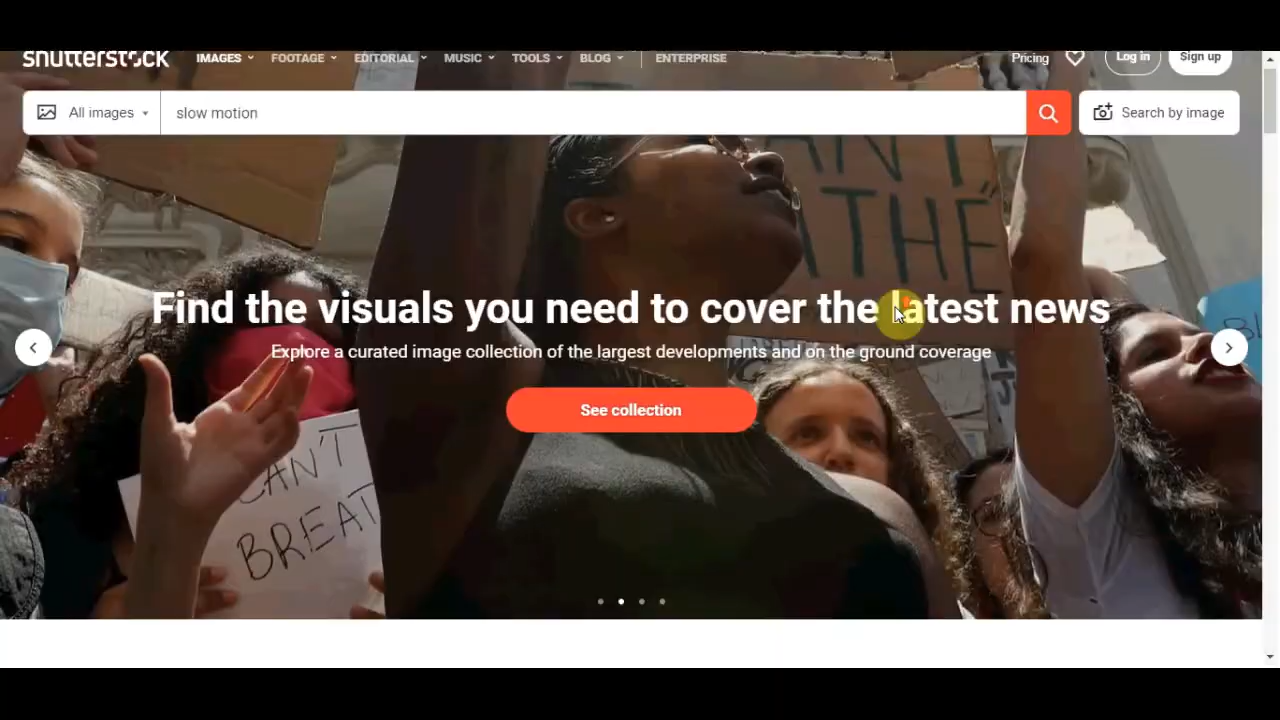 shutterstock
IMAGES FOOTAGE EDITORIAL MUSIC TOOLS BLOG ENTERPRISE Pricing Log in Sign up
All images slow motion Search by image
ANT"
THE
Find the visuals you need to cover the latest news
Explore a curated image collection of the largest developments and on the ground coverage
See collection
CAN'T
BREAT